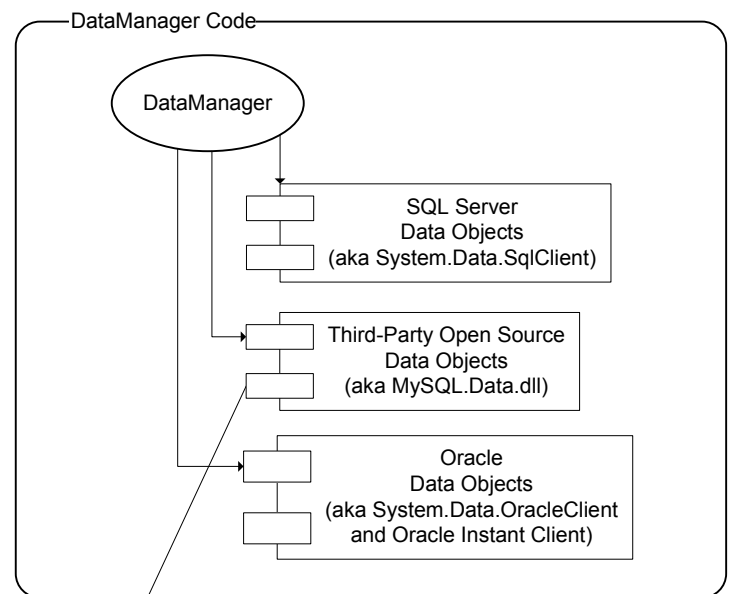 DataManager Code
DataManager
SQL Server
Data Objects
(aka System.Data.SqlClient)
Third-Party Open Source
Data Objects
(aka MySQL.Data.dll)
Oracle
Data Objects
(aka System.Data.OracleClient
and Oracle Instant Client)